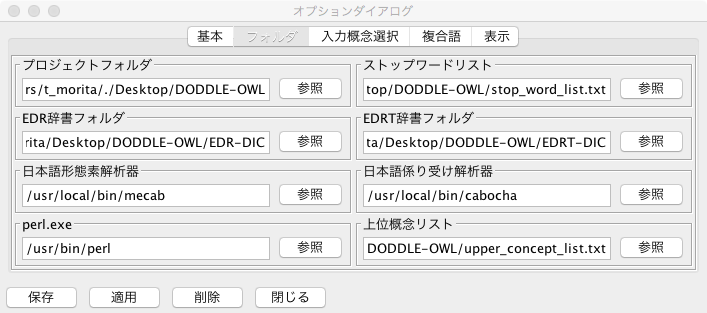 オプションダイアログ
基本 フォルダ 入力概念選択 複合語 表示
プロジェクトフォルダ
rs/t_morita/./Desktop/DODDLE-OWL 参照
ストップワードリスト
top/DODDLE-OWL/stop_word_list.txt 参照
EDR辞書フォルダ
rita/Desktop/DODDLE-OWL/EDR-DIC 参照
EDRT辞書フォルダ
ta/Desktop/DODDLE-OWL/EDRT-DIC 参照
日本語形態素解析器
/usr/local/bin/mecab 参照
日本語係り受け解析器
/usr/local/bin/cabocha 参照
perl.exe
/usr/bin/perl 参照
上位概念リスト
DODDLE-OWL/upper_concept_list.txt 参照
保存 適用 削除 閉じる